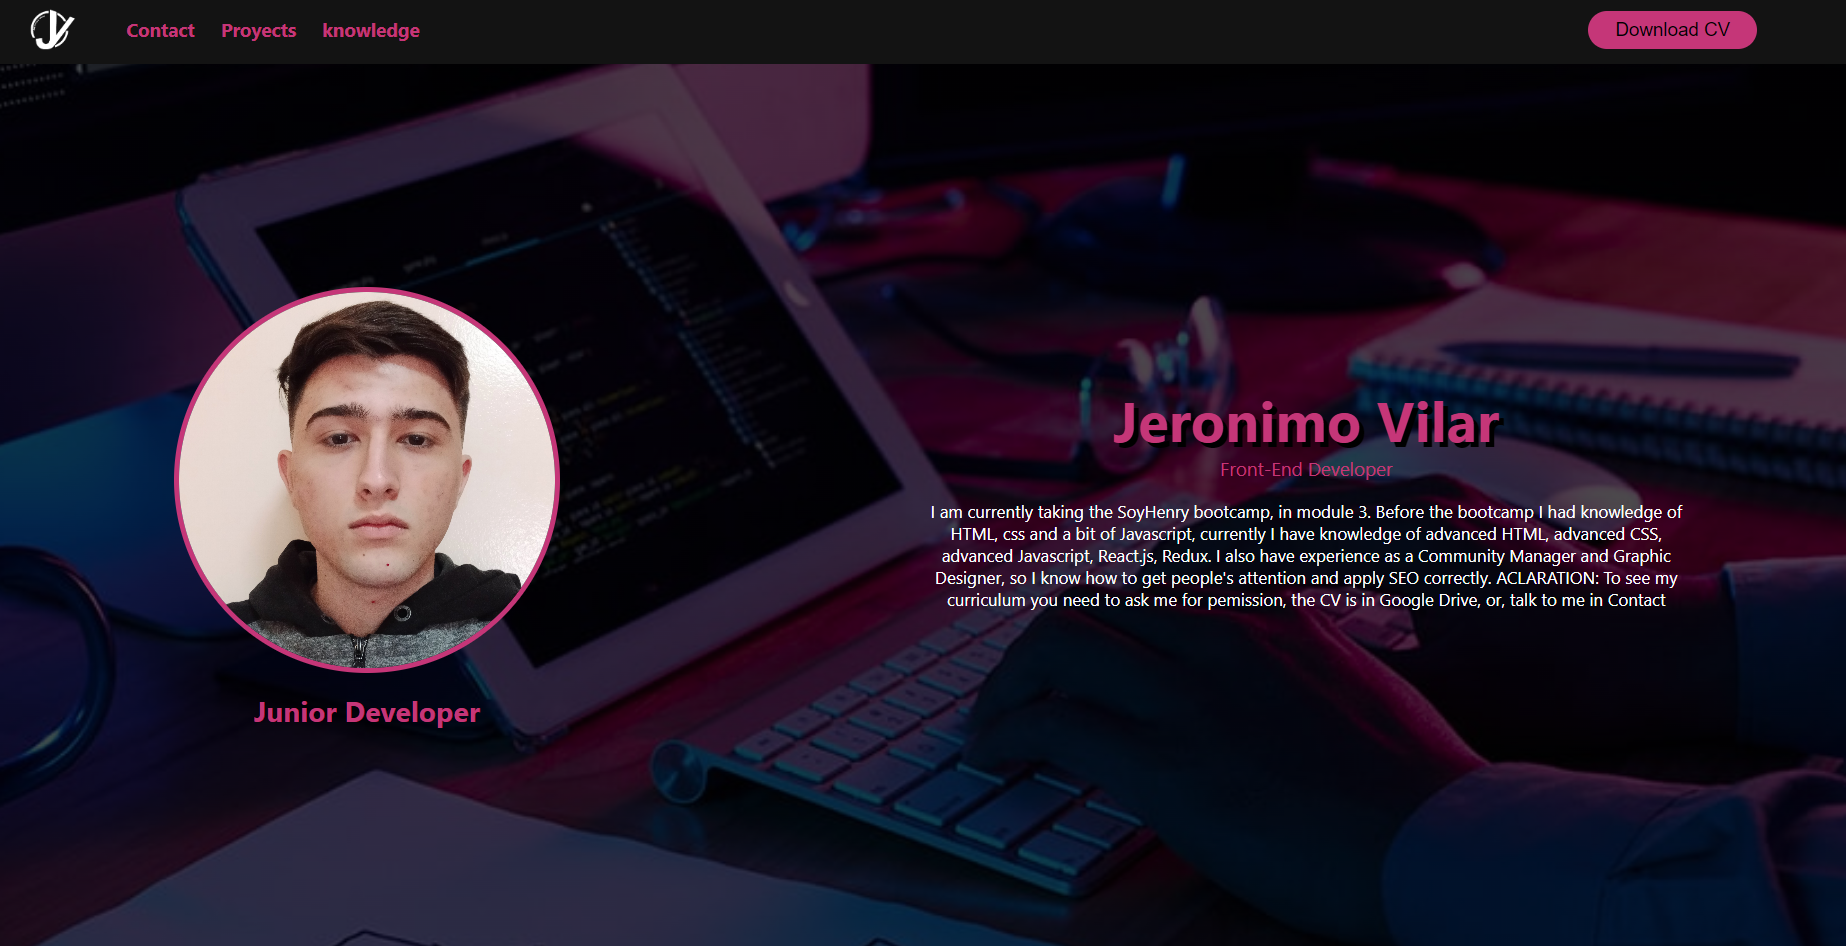 JV
Contact Proyects knowledge
Download CV
Jeronimo Vilar
Front-End Developer
I am currently taking the SoyHenry bootcamp, in module 3. Before the bootcamp I had knowledge of
HTML, css and a bit of Javascript, currently I have knowledge of advanced HTML, advanced CSS,
advanced Javascript, React.js, Redux. I also have experience as a Community Manager and Graphic
Designer, so I know how to get people's attention and apply SEO correctly. ACLARATION: To see my
curriculum you need to ask me for pemission, the CV is in Google Drive, or, talk to me in Contact
Junior Developer